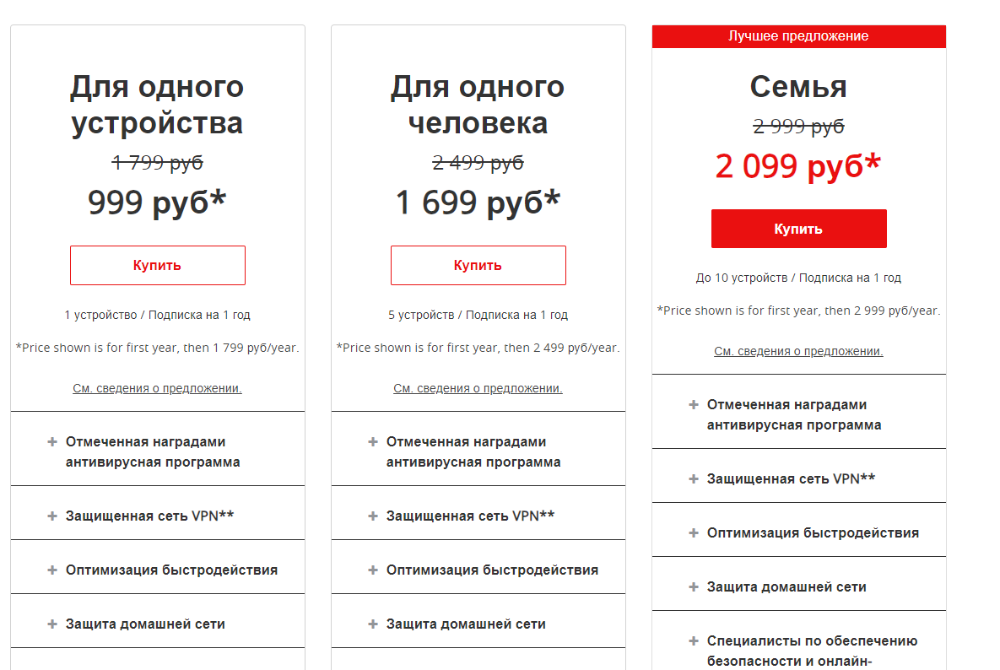 Для одного
устройства
1 799 руб
999 руб*
Купить
1 устройство / Подписка на 1 год
*Price shown is for first year, then 1 799 руб/year.
См. сведения о предложении.
+ Отмеченная наградами
антивирусная программа
+ Защищенная сеть VPN**
+ Оптимизация быстродействия
+ Защита домашней сети
Для одного
человека
2 499 руб
1 699 руб*
Купить
5 устройств / Подписка на 1 год
*Price shown is for first year, then 2 499 руб/year.
См. сведения о предложении.
+ Отмеченная наградами
антивирусная программа
+ Защищенная сеть VPN**
+ Оптимизация быстродействия
+ Защита домашней сети
Лучшее предложение
Семья
2 999 руб
2 099 руб*
Купить
До 10 устройств / Подписка на 1 год
*Price shown is for first year, then 2 999 руб/year.
См. сведения о предложении.
+ Отмеченная наградами
антивирусная программа
+ Защищенная сеть VPN**
+ Оптимизация быстродействия
+ Защита домашней сети
+ Специалисты по обеспечению
безопасности и онлайн-